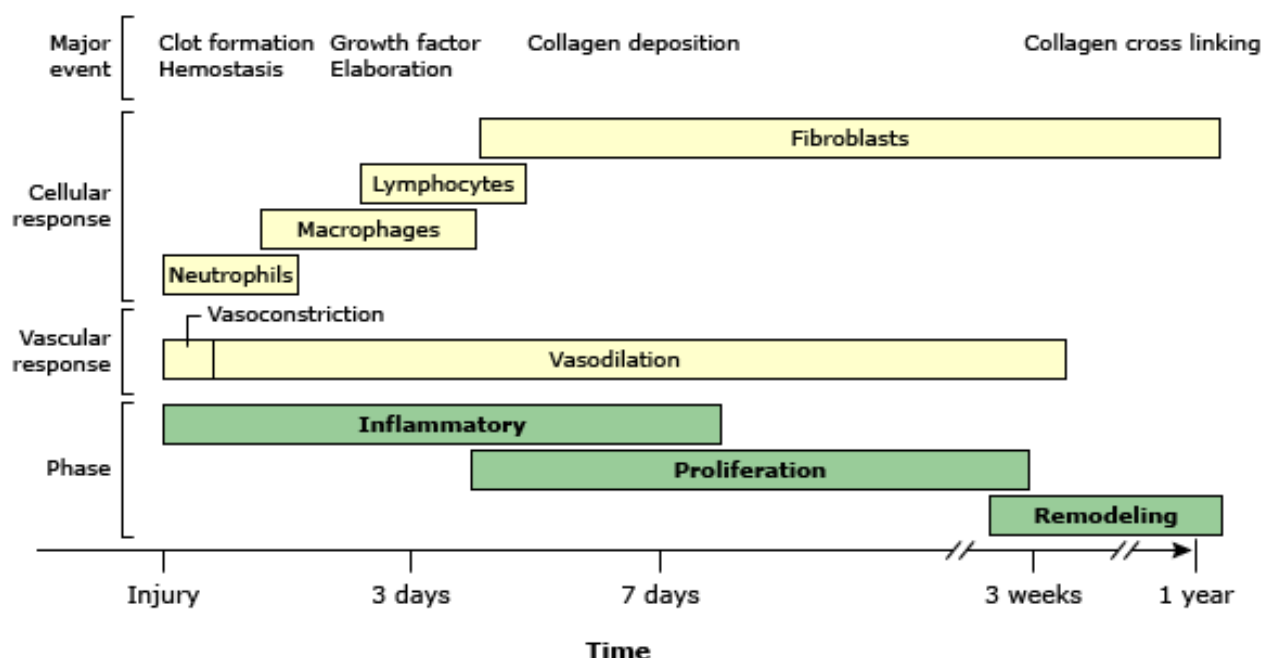 Major
event
Clot formation
Hemostasis
Growth factor
Elaboration
Collagen deposition
Collagen cross linking
Cellular
response
Fibroblasts
Lymphocytes
Macrophages
Neutrophils
Vascular
response
Vasoconstriction
Vasodilation
Phase
Inflammatory
Proliferation
Remodeling
Injury
3 days
7 days
3 weeks
1 year
Time